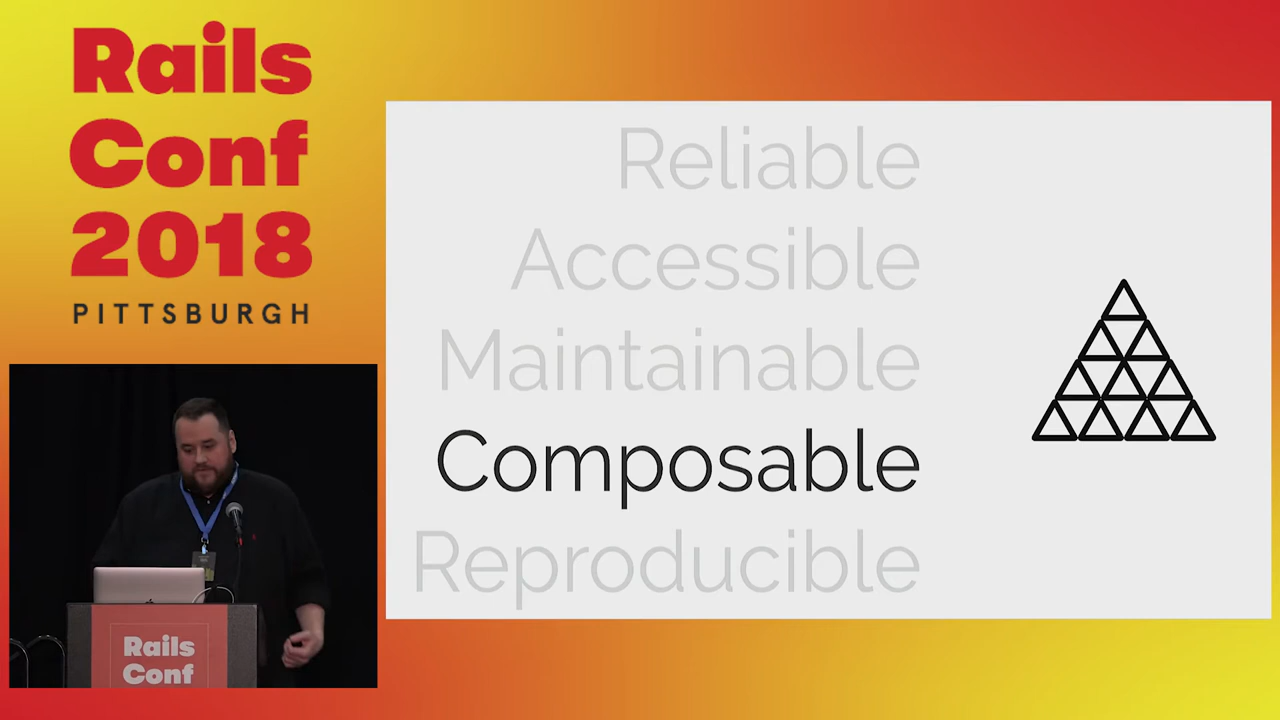 Rails
Conf
2018
PITTSBURGH
Reliable
Accessible
Maintainable
Composable
Reproducible
Rails
Conf